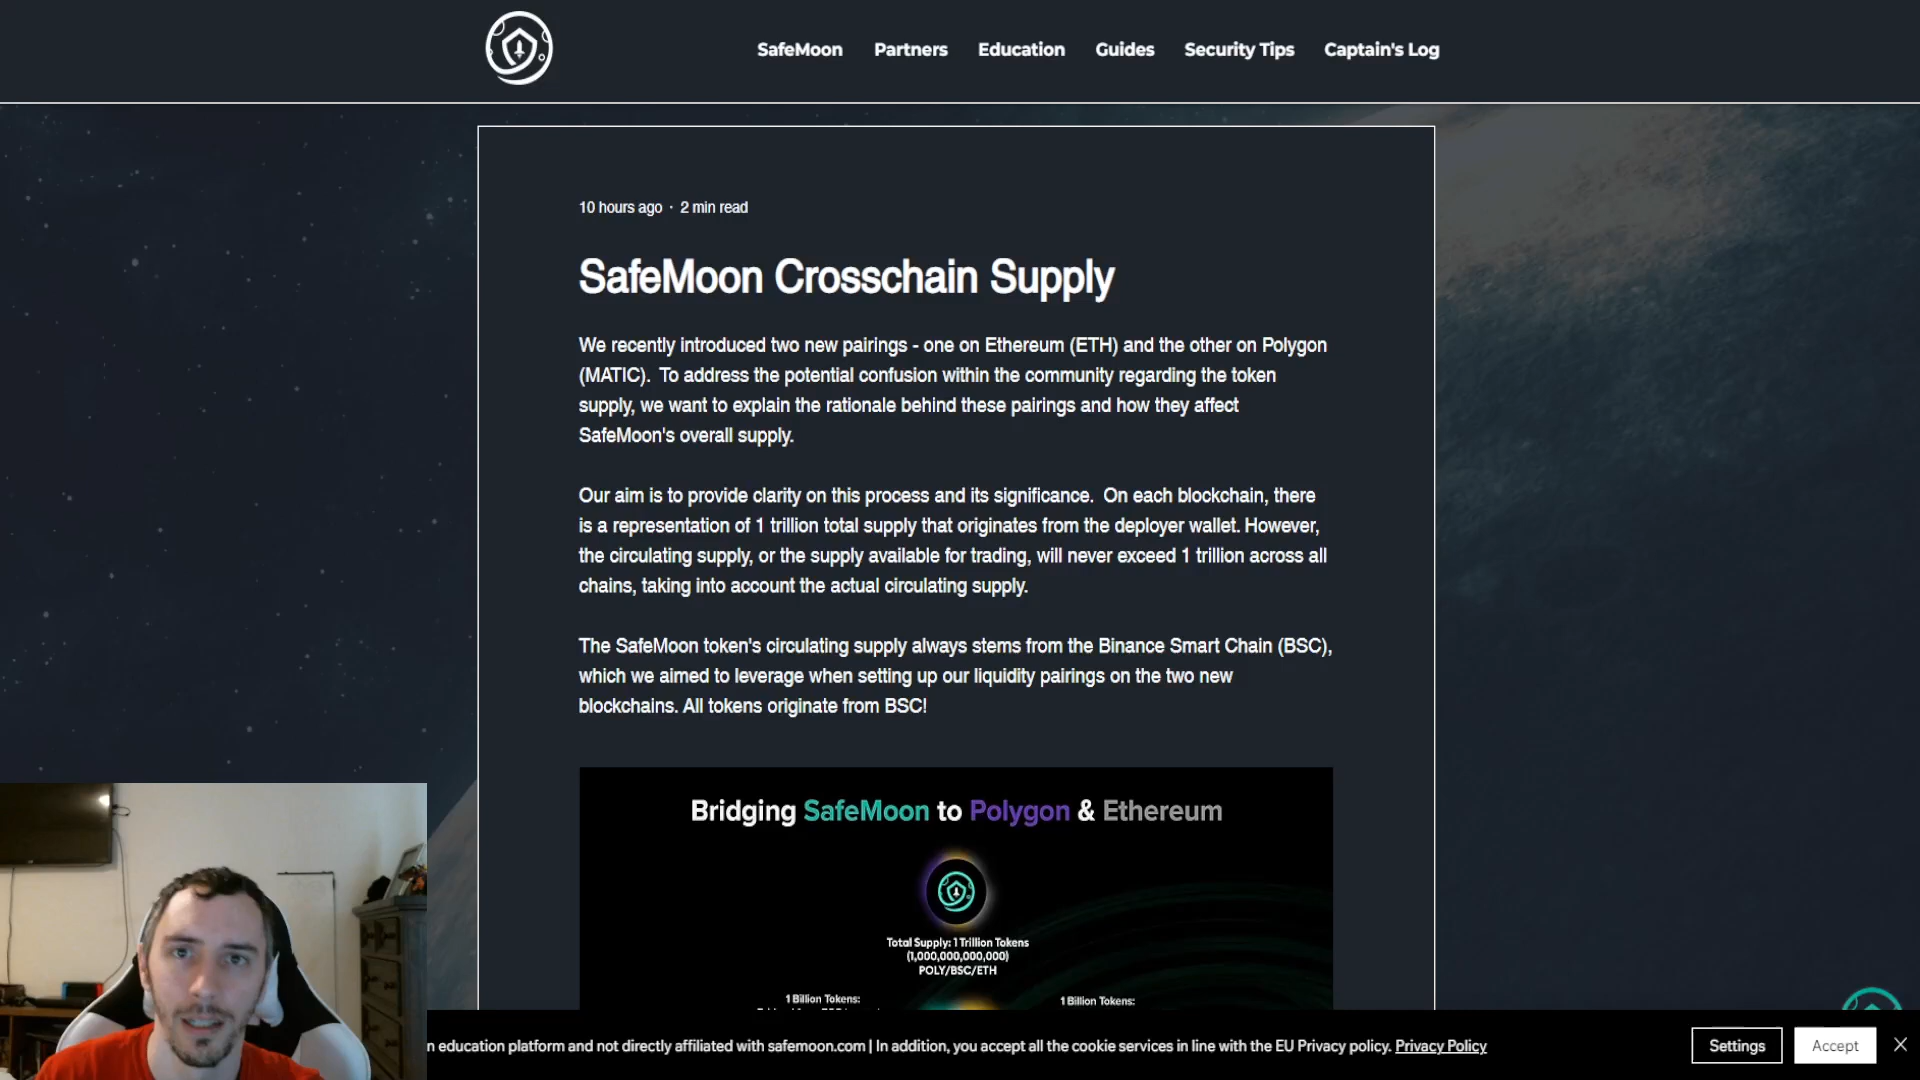 SafeMoon Partners Education Guides Security Tips Captain's Log
10 hours ago · 2 min read
SafeMoon Crosschain Supply
We recently introduced two new pairings - one on Ethereum (ETH) and the other on Polygon
(MATIC).  To address the potential confusion within the community regarding the token
supply, we want to explain the rationale behind these pairings and how they affect
SafeMoon's overall supply.
Our aim is to provide clarity on this process and its significance.  On each blockchain, there
is a representation of 1 trillion total supply that originates from the deployer wallet. However,
the circulating supply, or the supply available for trading, will never exceed 1 trillion across all
chains, taking into account the actual circulating supply.
The SafeMoon token's circulating supply always stems from the Binance Smart Chain (BSC),
which we aimed to leverage when setting up our liquidity pairings on the two new
blockchains. All tokens originate from BSC!
Bridging SafeMoon to Polygon & Ethereum
Total Supply: 1 Trillion Tokens
(1,000,000,000,000)
POLY/BSC/ETH
1 Billion Tokens: 1 Billion Tokens:
n education platform and not directly affiliated with safemoon.com | In addition, you accept all the cookie services in line with the EU Privacy policy. Privacy Policy
Settings Accept